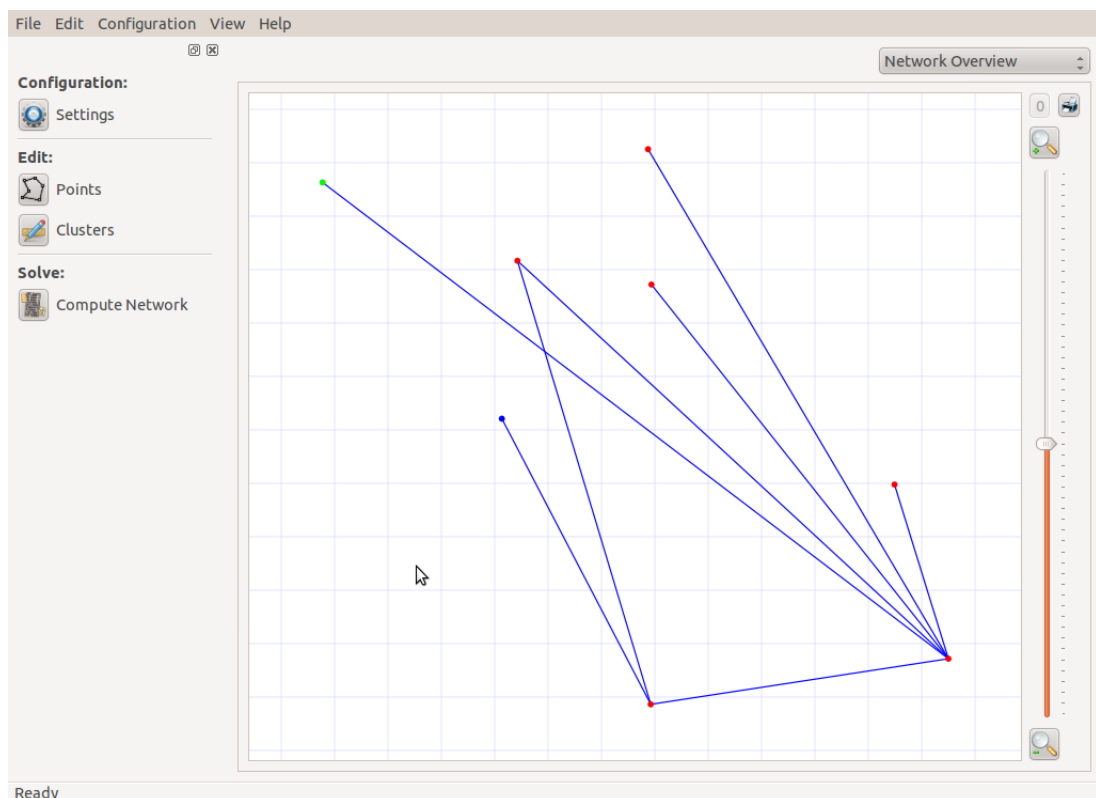 File Edit Configuration View Help
Network Overview
Configuration:
Settings
0
Edit:
Points
Clusters
Solve:
Compute Network
Ready